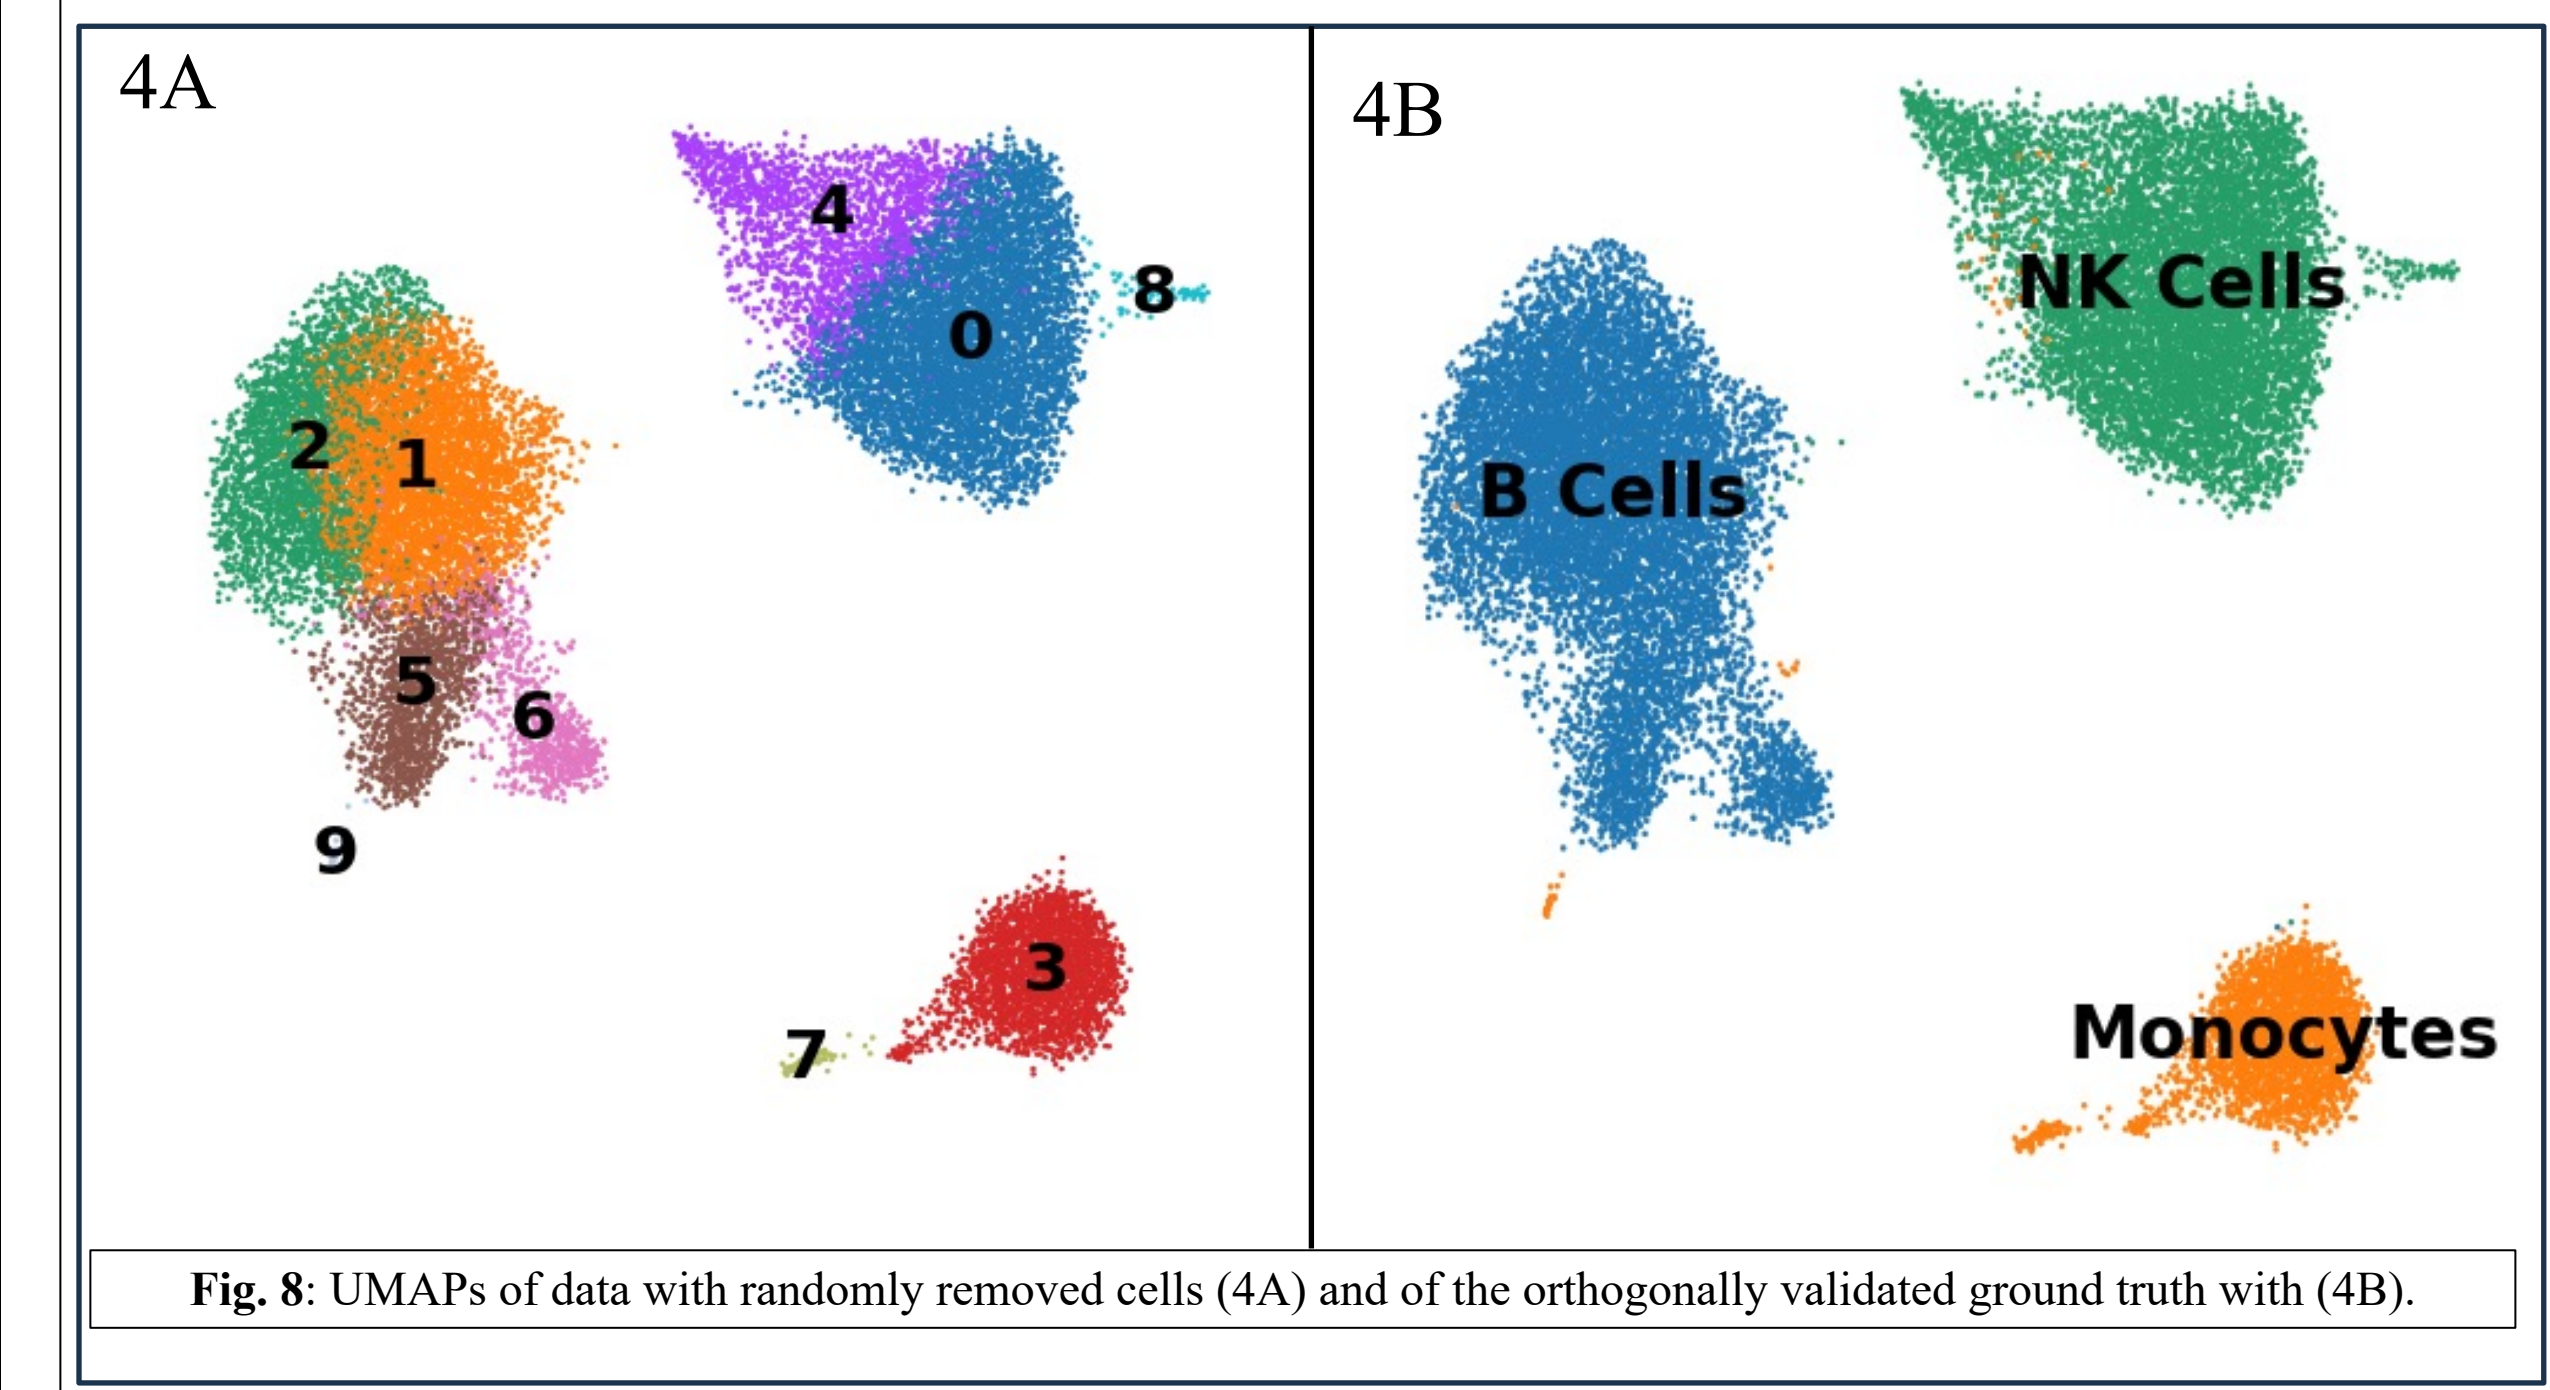 4A
4
8
0
2
1
5
6
9
3
7
4B
NK Cells
B Cells
Monocytes
Fig. 8: UMAPs of data with randomly removed cells (4A) and of the orthogonally validated ground truth with (4B).